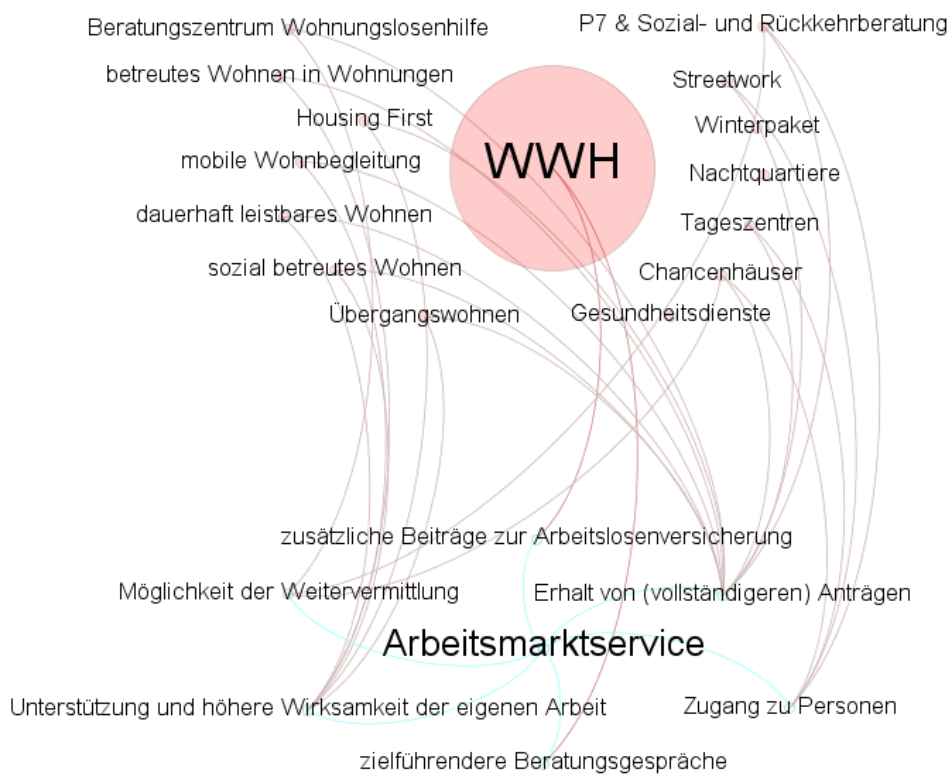 Beratungszentrum Wohnungslosenhilfe
betreutes Wohnen in Wohnungen
Housing First
mobile Wohnbegleitung
dauerhaft leistbares Wohnen
sozial betreutes Wohnen
Übergangswohnen
WWH
P7 & Sozial- und Rückkehrberatung
Streetwork
Winterpaket
Nachtquartiere
Tageszentren
Chancenhäuser
Gesundheitsdienste
zusätzliche Beiträge zur Arbeitslosenversicherung
Möglichkeit der Weitervermittlung
Erhalt von (vollständigeren) Anträgen
Arbeitsmarktservice
Unterstützung und höhere Wirksamkeit der eigenen Arbeit
Zugang zu Personen
zielführendere Beratungsgespräche